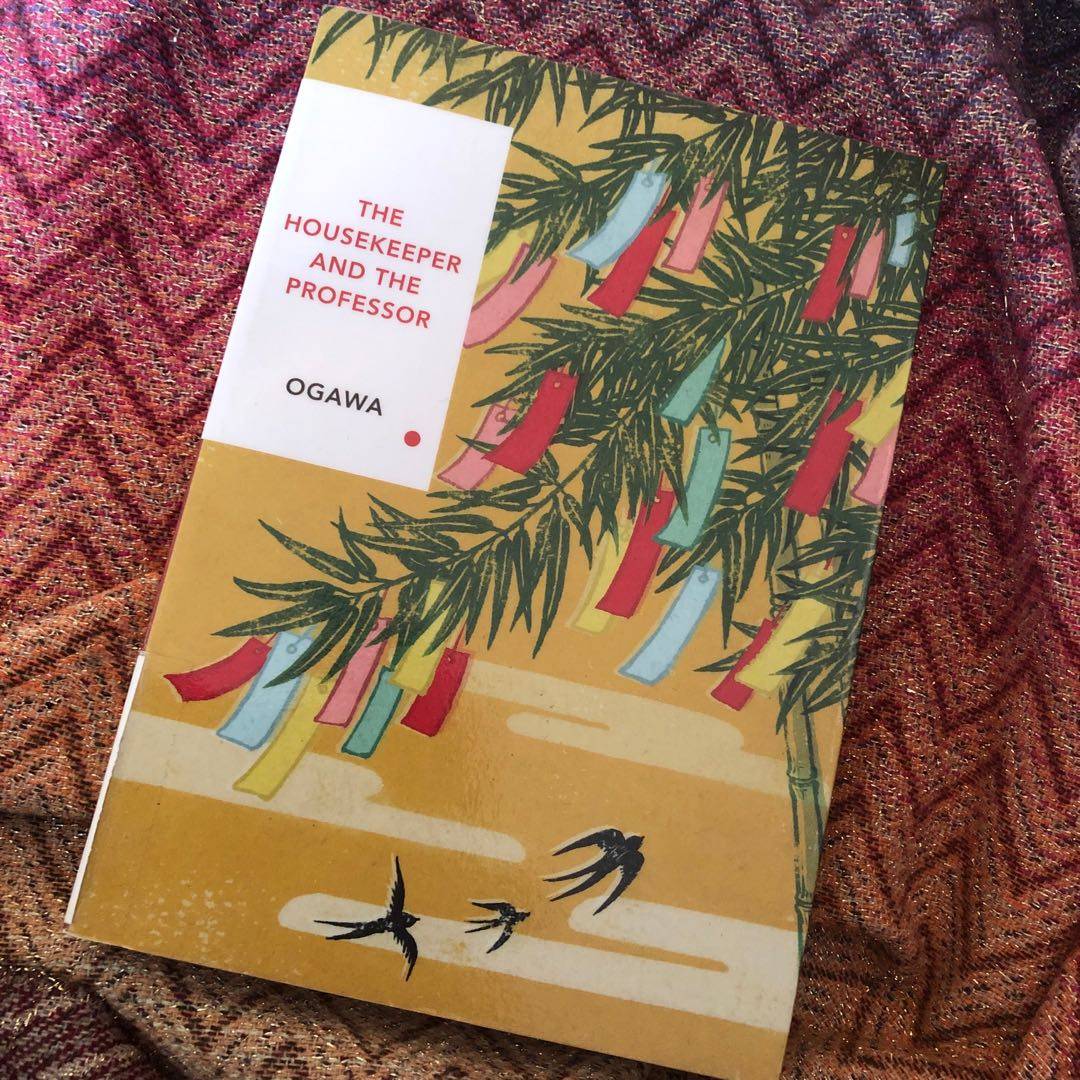 THE
HOUSEKEEPER
AND THE
PROFESSOR
OGAWA